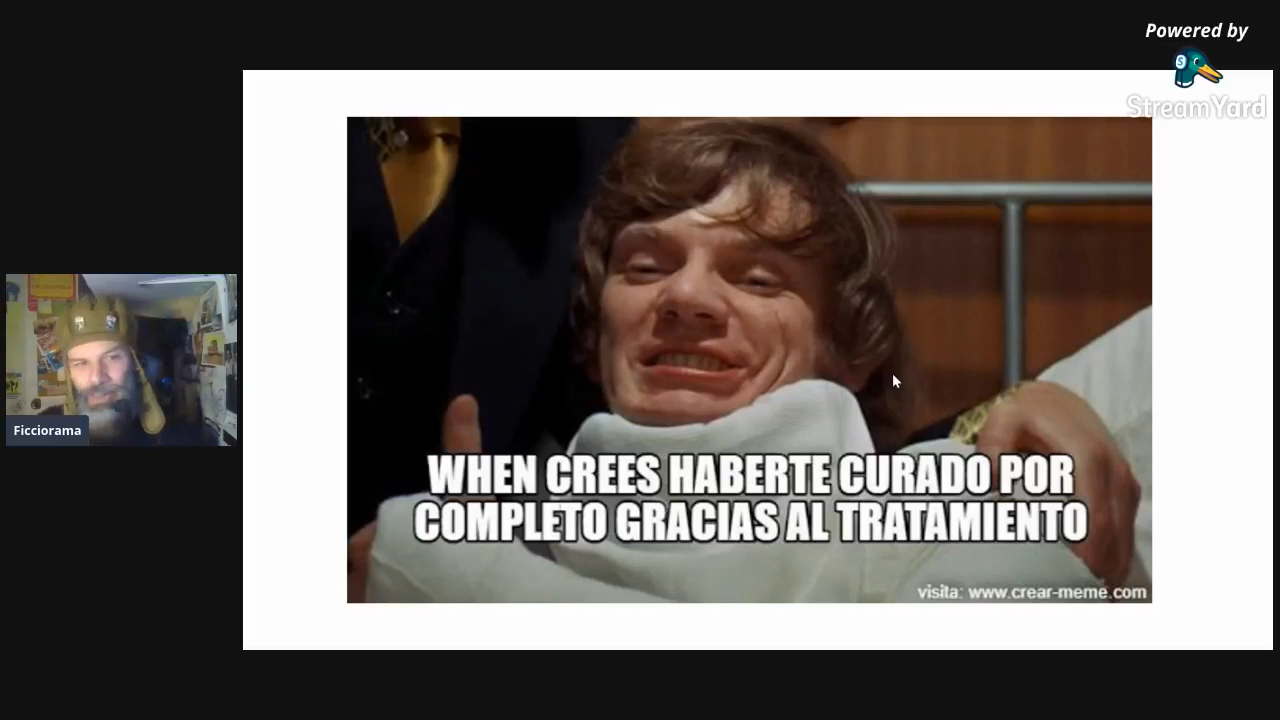 Powered by
StreamYard
Ficciorama
WHEN CREES HABERTE CURADO POR
COMPLETO GRACIAS AL TRATAMIENTO
visita: www.crear-meme.com